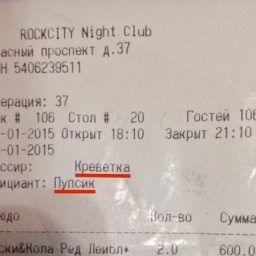 ROCKCITY Night Club
асный проспект д.37
Н 5406239511
ерация: 37
к # 106 Стол # 20 Гостей 106
-01-2015 Открыт 18:10 Закрыт 21:10
-01-2015
ссир: Креветка
ициант: Пупсик
юдо Кол-во Сумма
ски&Кола Ред Лейбл* 2.0 600.0